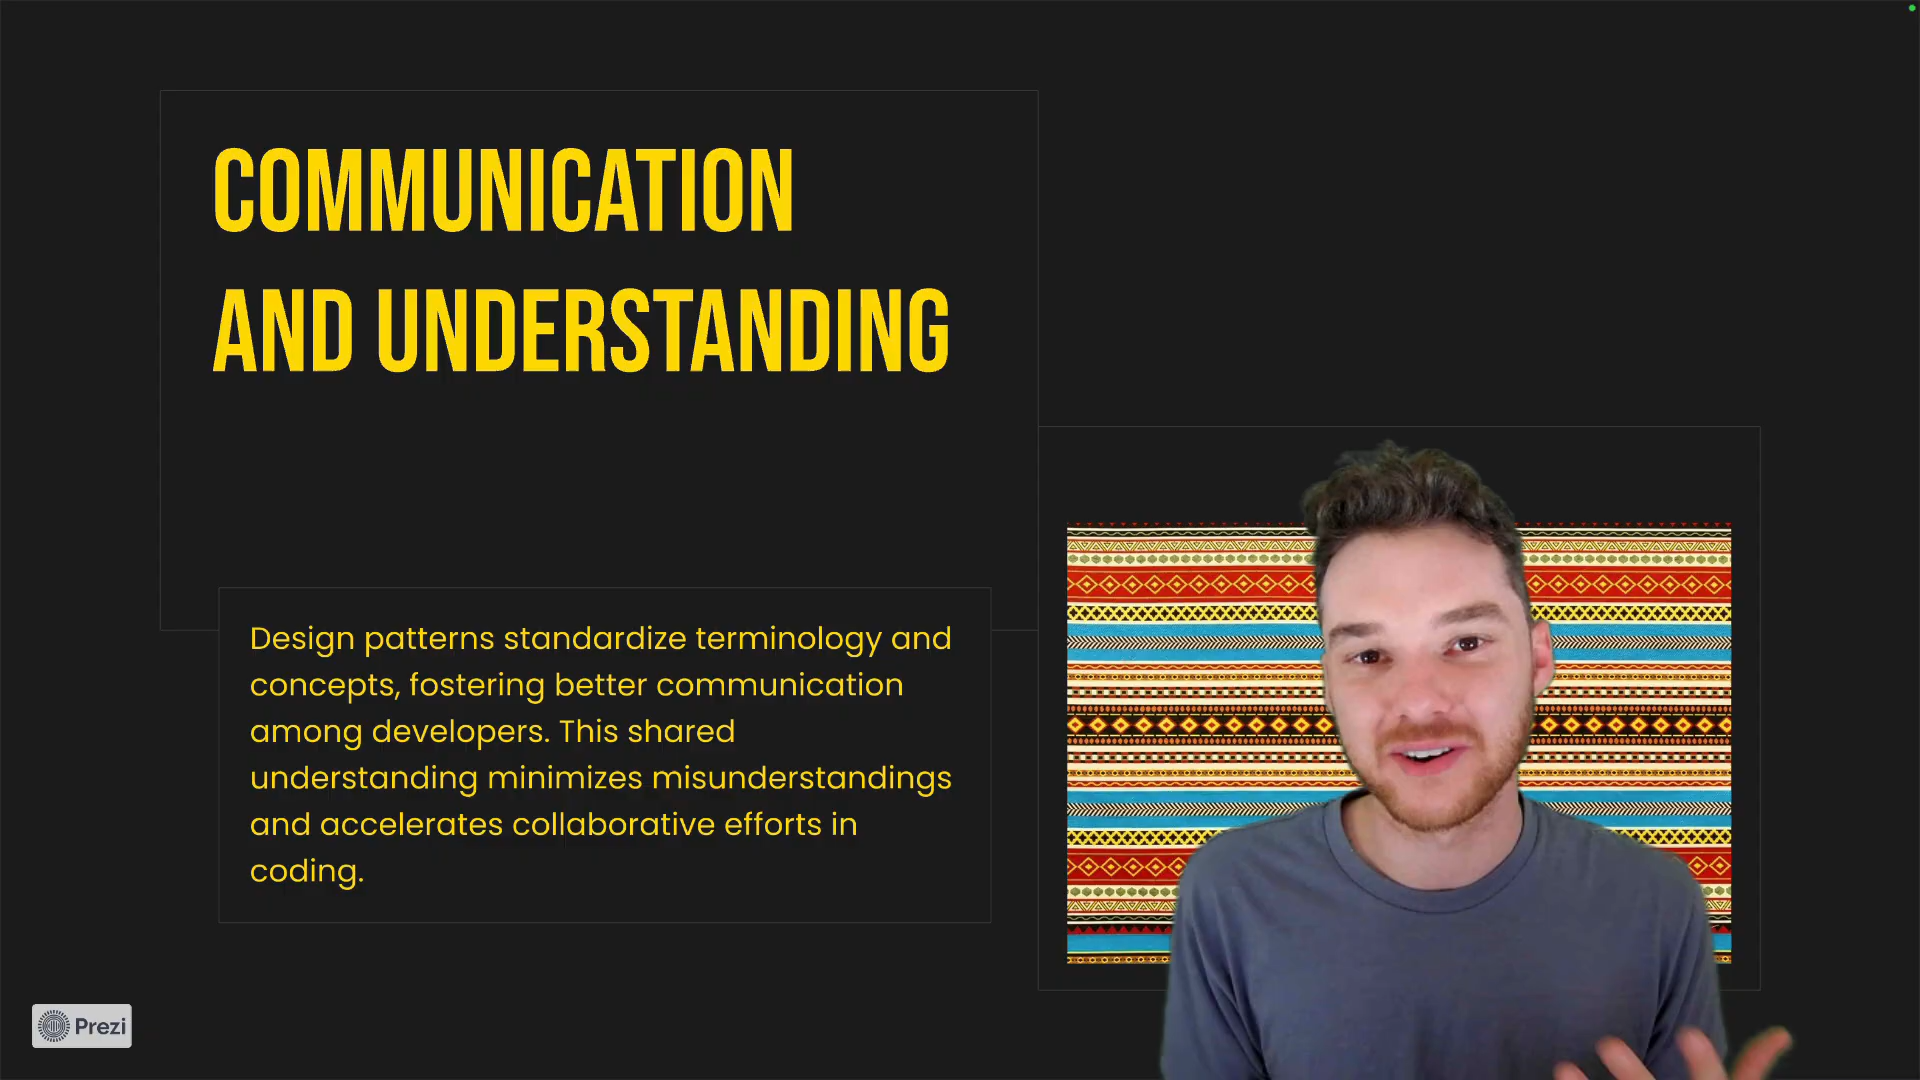 COMMUNICATION
AND UNDERSTANDING
Design patterns standardize terminology and
concepts, fostering better communication
among developers. This shared
understanding minimizes misunderstandings
and accelerates collaborative efforts in
coding.
Prezi